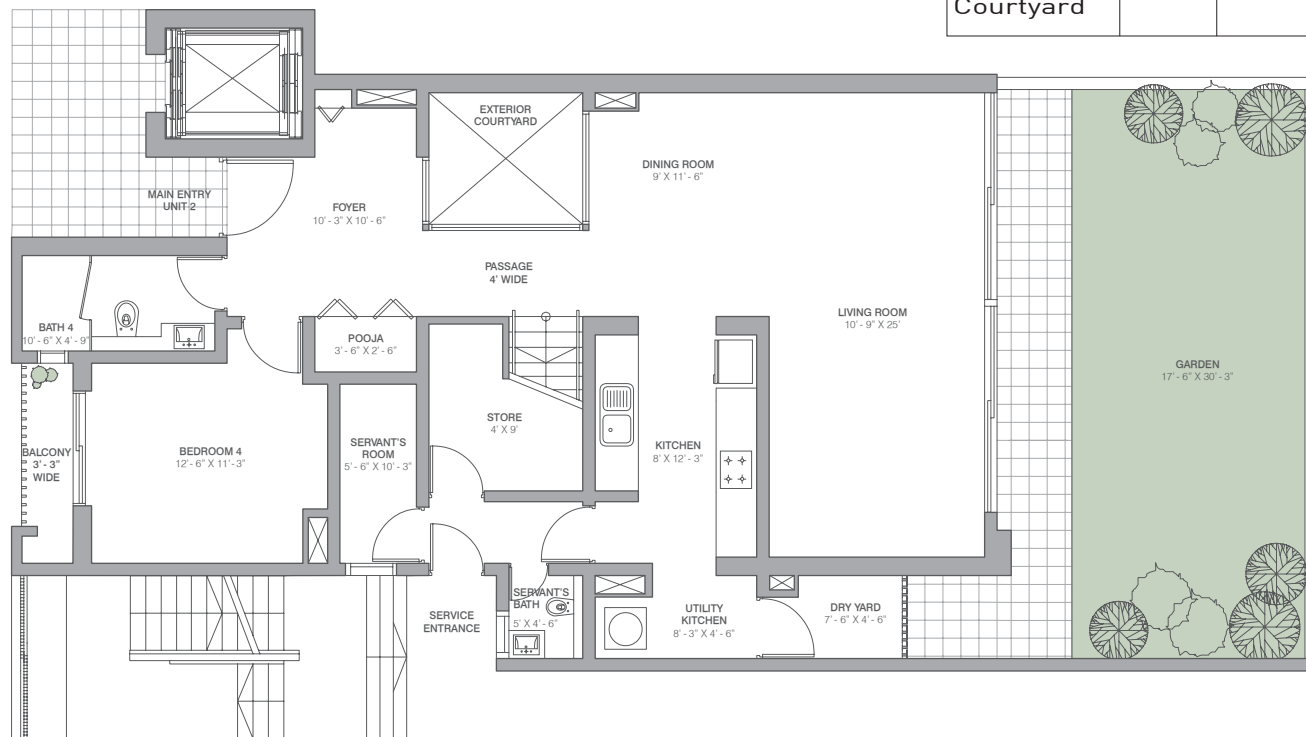 Courtyard
EXTERIOR
COURTYARD
DINING ROOM
9' X 11' - 6"
MAIN ENTRY
UNIT 2
FOYER
10' - 3" X 10' - 6"
PASSAGE
4' WIDE
BATH 4
10' - 6" X 4' - 9"
POOJA
3' - 6" X 2' - 6"
LIVING ROOM
10' - 9" X 25'
GARDEN
17' - 6" X 30' - 3"
BALCONY
3' - 3"
WIDE
BEDROOM 4
12' - 6" X 11' - 3"
SERVANT'S
ROOM
5' - 6" X 10' - 3"
STORE
4' X 9'
KITCHEN
8' X 12' - 3"
SERVICE
ENTRANCE
SERVANT'S
BATH
5' X 4' - 6"
UTILITY
KITCHEN
8' - 3" X 4' - 6"
DRY YARD
7' - 6" X 4' - 6"